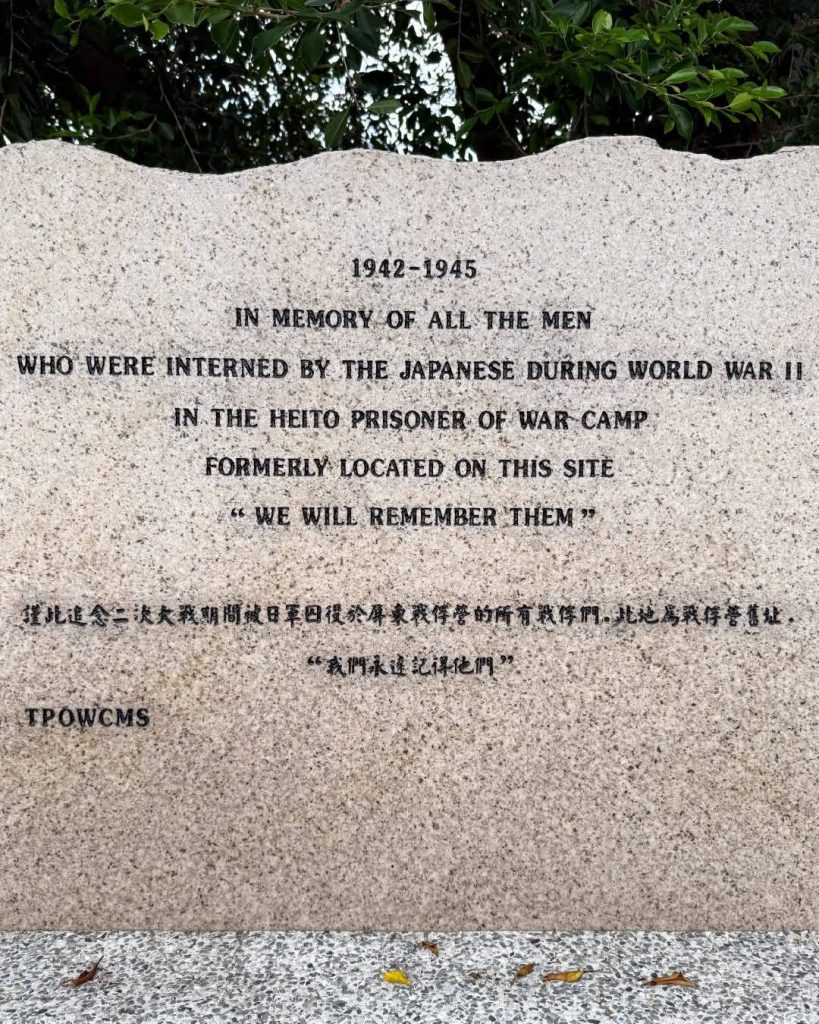 1942-1945
IN MEMORY OF ALL THE MEN
WHO WERE INTERNED BY THE JAPANESE DURING WORLD WAR II
IN THE HEITO PRISONER OF WAR CAMP
FORMERLY LOCATED ON THIS SITE
“ WE WILL REMEMBER THEM ”
謹此追念二次大戰期間被日軍囚役於屏東戰俘營的所有戰俘們．此地為戰俘營舊址．
“我們永遠記得他們”
TPOWCMS